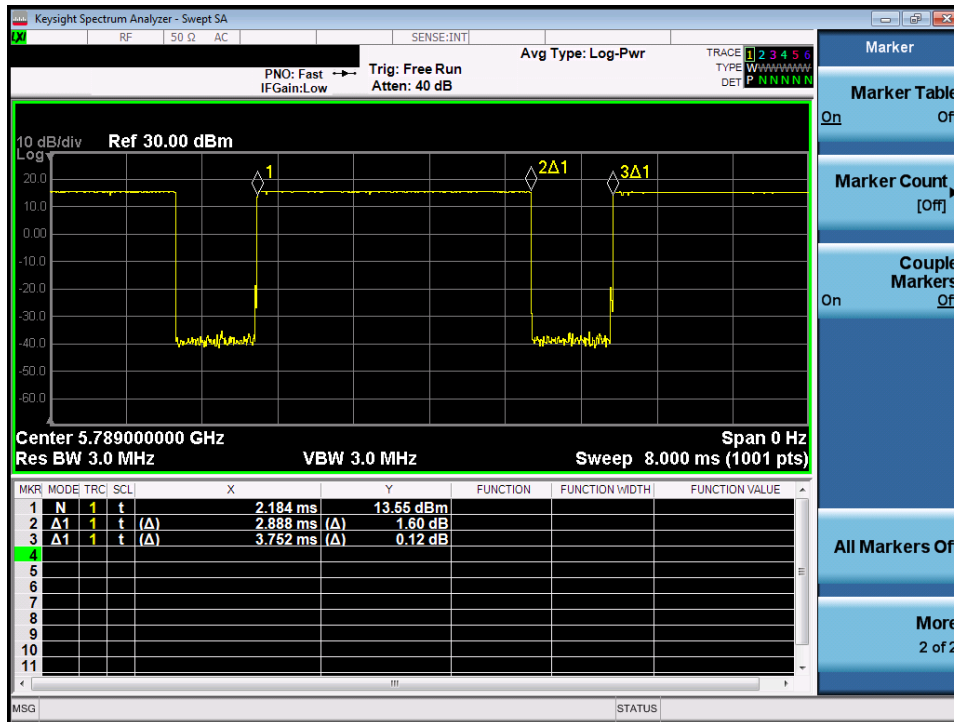 Keysight Spectrum Analyzer - Swept SA
LXI RF 50 Ω AC SENSE:INT
Avg Type: Log-Pwr
PNO: Fast Trig: Free Run
IFGain:Low Atten: 40 dB
TRACE 1 2 3 4 5 6
TYPE WWWWWW
DET P N N N N N
10 dB/div Ref 30.00 dBm
Log
1
2Δ1
3Δ1
20.0
10.0
0.00
-10.0
-20.0
-30.0
-40.0
-50.0
-60.0
Center 5.789000000 GHz Span 0 Hz
Res BW 3.0 MHz VBW 3.0 MHz Sweep 8.000 ms (1001 pts)
MKR MODE TRC SCL X Y FUNCTION FUNCTION WIDTH FUNCTION VALUE
1 N 1 t 2.184 ms 13.55 dBm
2 Δ1 1 t (Δ) 2.888 ms (Δ) 1.60 dB
3 Δ1 1 t (Δ) 3.752 ms (Δ) 0.12 dB
4
5
6
7
8
9
10
11
MSG STATUS
Marker
Marker Table
On Of
Marker Count
[Off]
Couple
Markers
On Of
All Markers Of
More
2 of 2